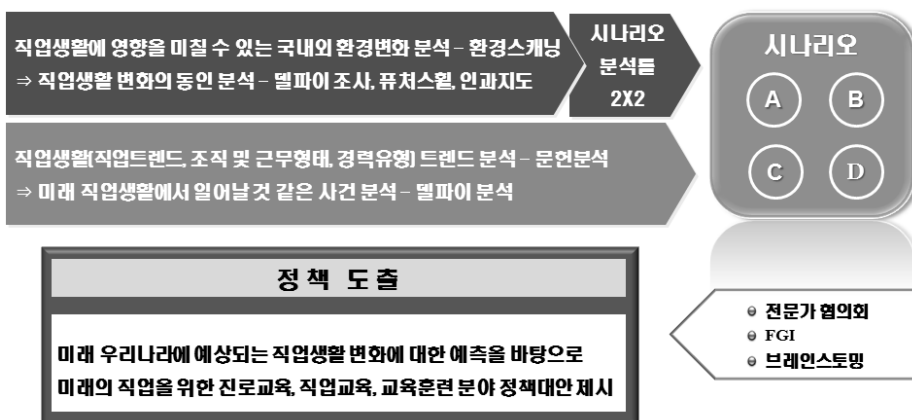 직업생활에 영향을 미칠 수 있는 국내외 환경변화 분석 – 환경스캐닝
⇒ 직업생활 변화의 동인 분석 – 델파이 조사, 퓨처스휠, 인과지도
시나리오
분석틀
2X2
시나리오
A
B
C
D
직업생활(직업트렌드, 조직 및 근무형태, 경력유형) 트렌드 분석 – 문헌분석
⇒ 미래 직업생활에서 일어날것 같은 사건 분석 – 델파이 분석
전문가 협의회
FGI
브레인스토밍
정책 도출
미래 우리나라에 예상되는 직업생활 변화에 대한 예측을 바탕으로
미래의 직업을 위한 진로교육, 직업교육, 교육훈련 분야 정책대안 제시